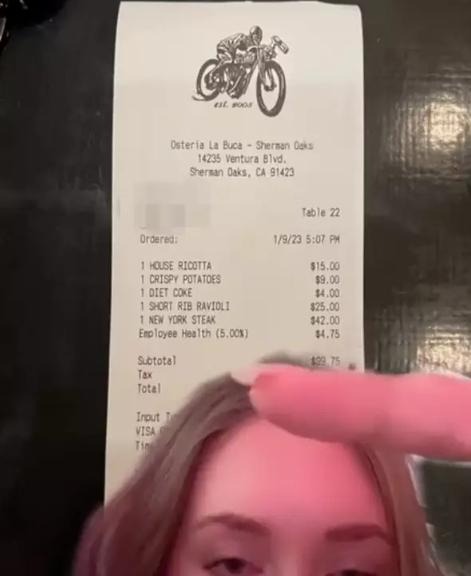 est. 2003
Osteria La Buca - Sherman Oaks
14235 Ventura Blvd.
Sherman Oaks, CA 91423
Table 22
Ordered: 1/9/23 5:07 PM
1 HOUSE RICOTTA $15.00
1 CRISPY POTATOES $9.00
1 DIET COKE $4.00
1 SHORT RIB RAVIOLI $25.00
1 NEW YORK STEAK $42.00
Employee Health (5.00%) $4.75
Subtotal $99.75
Tax
Total
Input
VISA